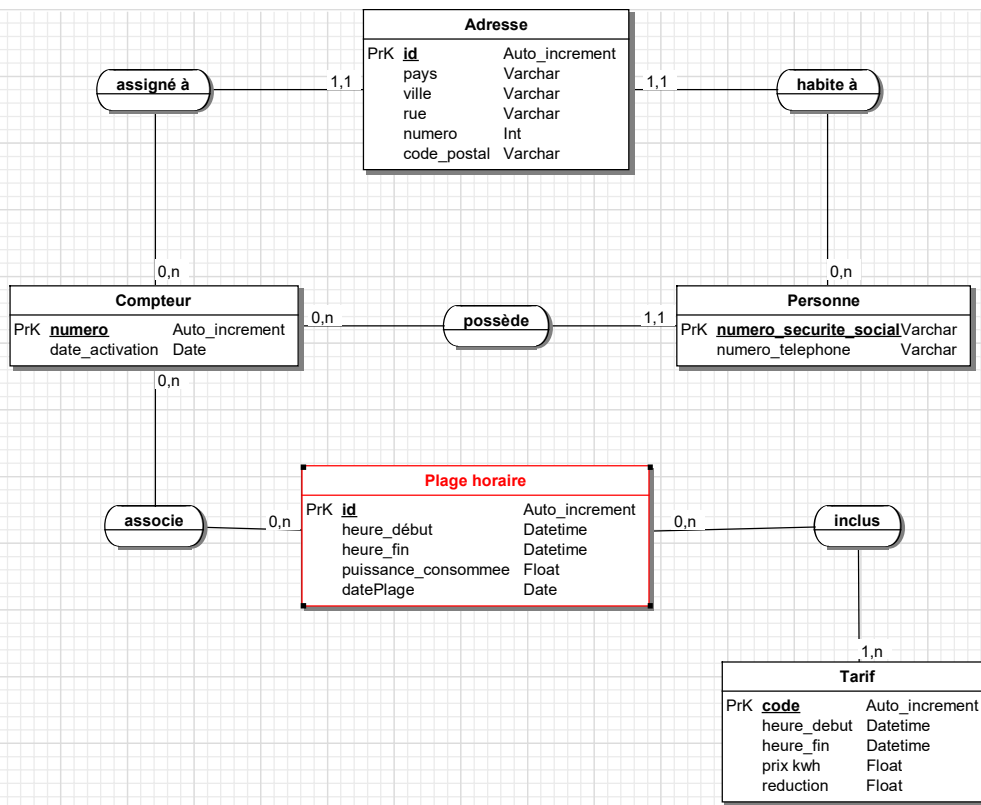 Adresse
PrK id Auto_increment
pays Varchar
ville Varchar
rue Varchar
numero Int
code_postal Varchar
assigné à
1,1
1,1
habite à
0,n
0,n
Compteur
PrK numero Auto_increment
date_activation Date
0,n
possède
1,1
Personne
PrK numero_securite_social Varchar
numero_telephone Varchar
0,n
associe
0,n
Plage horaire
PrK id Auto_increment
heure_début Datetime
heure_fin Datetime
puissance_consommee Float
datePlage Date
0,n
inclus
1,n
Tarif
PrK code Auto_increment
heure_debut Datetime
heure_fin Datetime
prix kwh Float
reduction Float